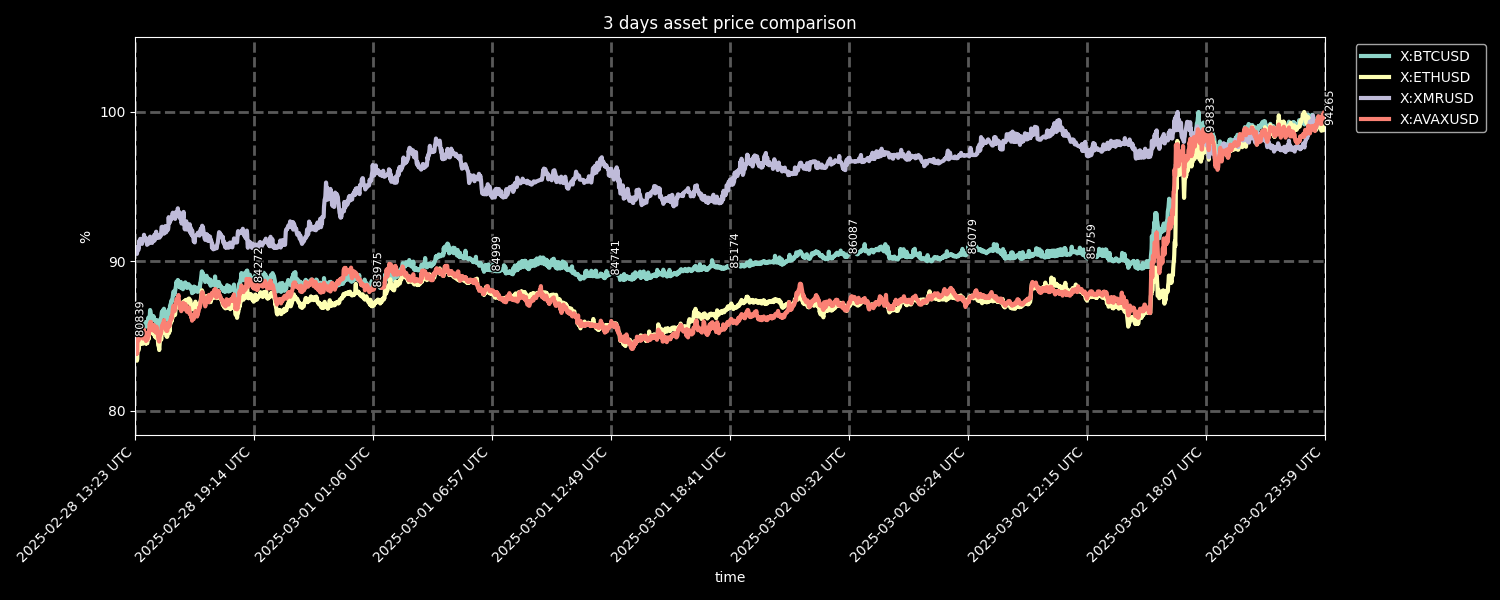 3 days asset price comparison
X:BTCUSD
X:ETHUSD
X:XMRUSD
X:AVAXUSD
100
90
80
%
80839
84272
83975
84999
84741
85174
86087
86079
85759
93833
94265
2025-02-28 13:23 UTC
2025-02-28 19:14 UTC
2025-03-01 01:06 UTC
2025-03-01 06:57 UTC
2025-03-01 12:49 UTC
2025-03-01 18:41 UTC
2025-03-02 00:32 UTC
2025-03-02 06:24 UTC
2025-03-02 12:15 UTC
2025-03-02 18:07 UTC
2025-03-02 23:59 UTC
time